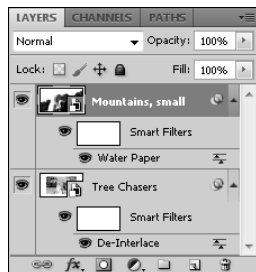 LAYERS CHANNELS PATHS
Normal Opacity: 100%
Lock: Fill: 100%
Mountains, small
Smart Filters
Water Paper
Tree Chasers
Smart Filters
De-Interlace
fx.